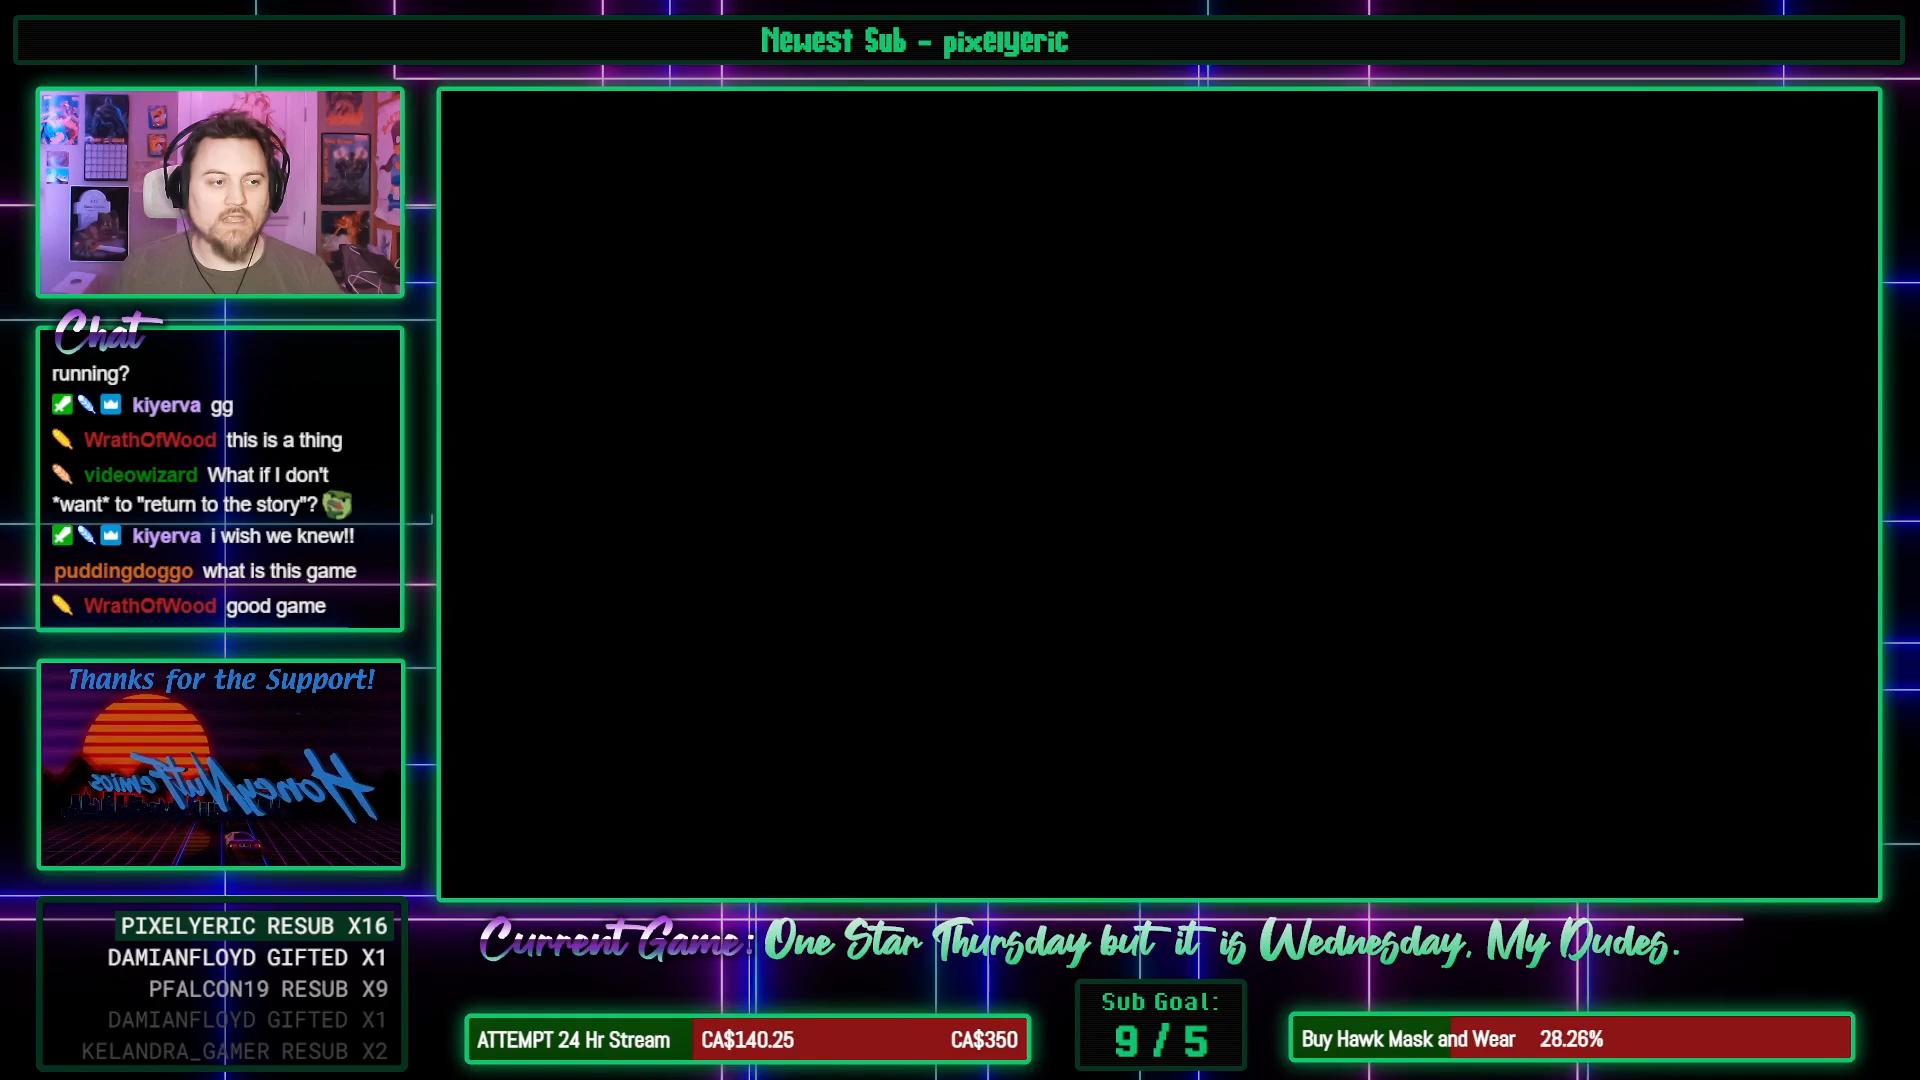 Newest Sub - pixelyeric
Chat
running?
kiyerva gg
WrathOfWood this is a thing
videowizard What if I don't
*want* to "return to the story"?
kiyerva i wish we knew!!
puddingdoggo what is this game
WrathOfWood good game
Thanks for the Support!
HoneyNutFemios
PIXELYERIC RESUB X16
DAMIANFLOYD GIFTED X1
PFALCON19 RESUB X9
DAMIANFLOYD GIFTED X1
KELANDRA_GAMER RESUB X2
Current Game: One Star Thursday but it is Wednesday, My Dudes.
ATTEMPT 24 Hr Stream CA$140.25 CA$350
Sub Goal:
9 / 5
Buy Hawk Mask and Wear 28.26%